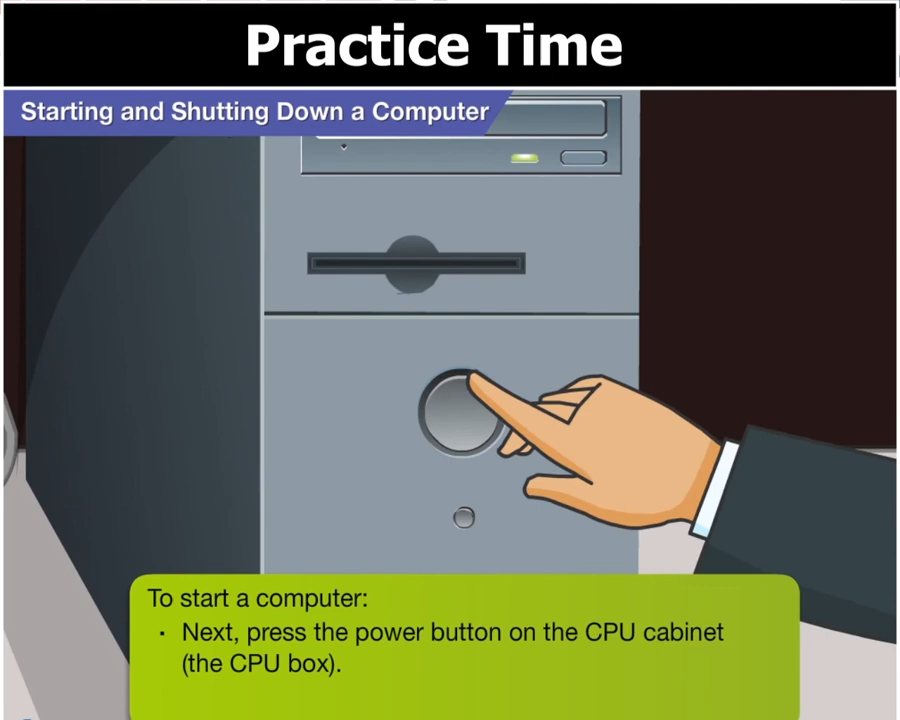 Practice Time
Starting and Shutting Down a Computer
To start a computer:
· Next, press the power button on the CPU cabinet
(the CPU box).